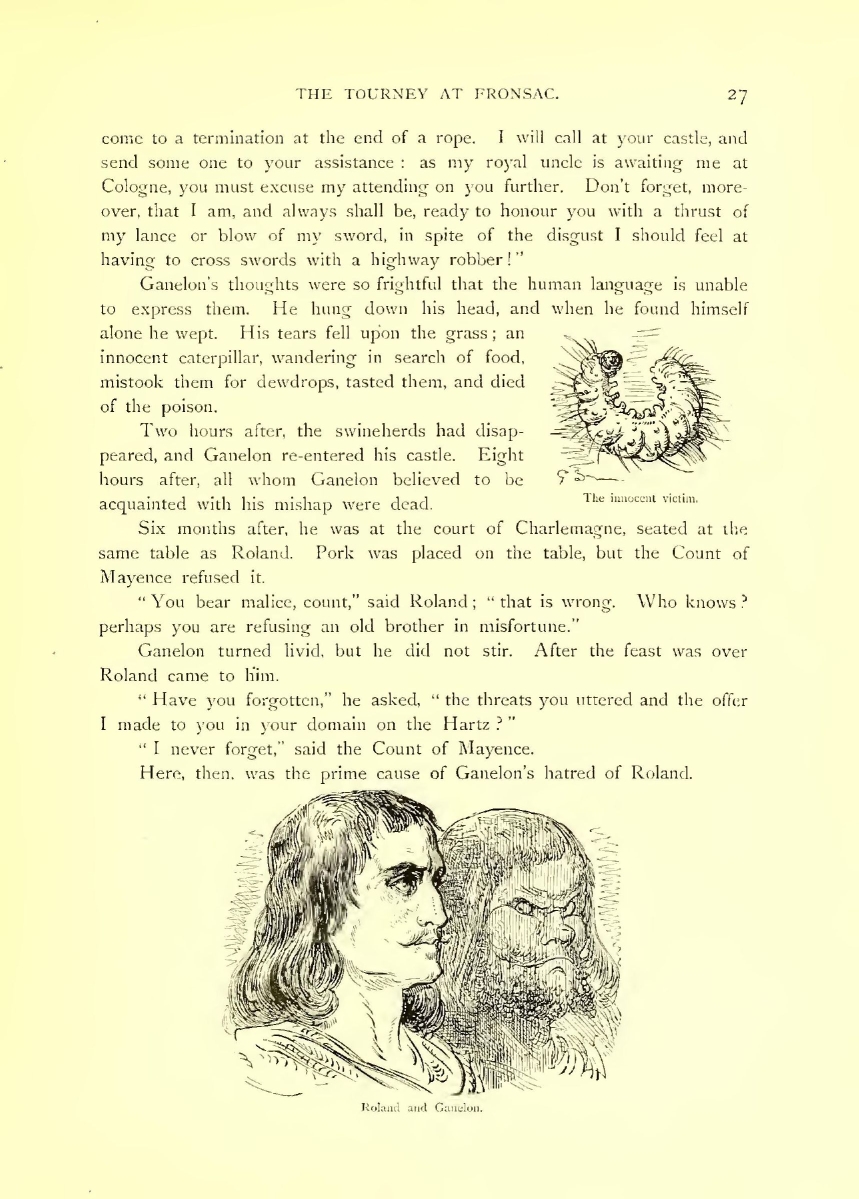 THE TOURNEY AT FRONSAC. 27
come to a termination at the end of a rope. I will call at your castle, and
send some one to your assistance : as my royal uncle is awaiting me at
Cologne, you must excuse my attending on you further. Don't forget, more-
over, that I am, and always shall be, ready to honour you with a thrust of
my lance or blow of my sword, in spite of the disgust I should feel at
having to cross swords with a highway robber!"
Ganelon's thoughts were so frightful that the human language is unable
to express them. He hung down his head, and when he found himself
alone he wept. His tears fell upon the grass; an
innocent caterpillar, wandering in search of food,
mistook them for dewdrops, tasted them, and died
of the poison.
Two hours after, the swineherds had disap-
peared, and Ganelon re-entered his castle. Eight
hours after, all whom Ganelon believed to be
acquainted with his mishap were dead.
The innocent victim.
Six months after, he was at the court of Charlemagne, seated at the
same table as Roland. Pork was placed on the table, but the Count of
Mayence refused it.
"You bear malice, count," said Roland; "that is wrong. Who knows?
perhaps you are refusing an old brother in misfortune."
Ganelon turned livid, but he did not stir. After the feast was over
Roland came to him.
"Have you forgotten," he asked, "the threats you uttered and the offer
I made to you in your domain on the Hartz?"
"I never forget," said the Count of Mayence.
Here, then, was the prime cause of Ganelon's hatred of Roland.
Roland and Ganelon.